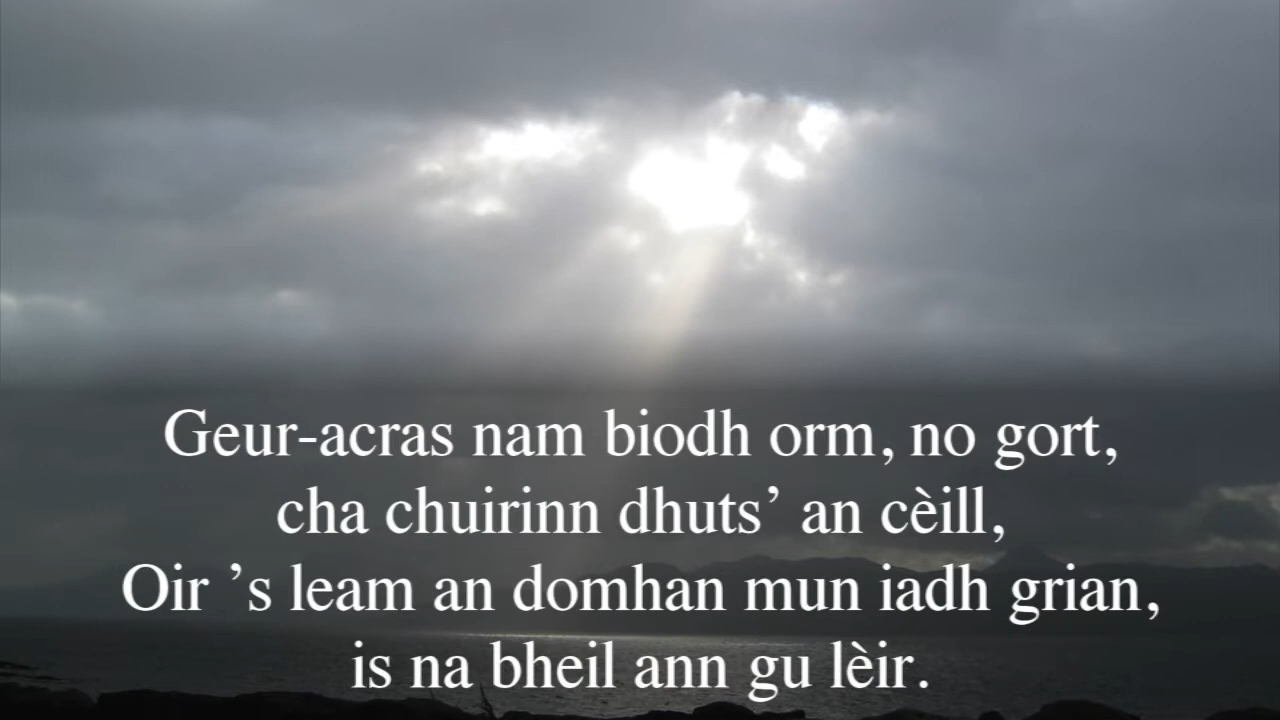 Geur-acras nam biodh orm, no gort,
cha chuirinn dhuts’ an cèill,
Oir ’s leam an domhan mun iadh grian,
is na bheil ann gu lèir.